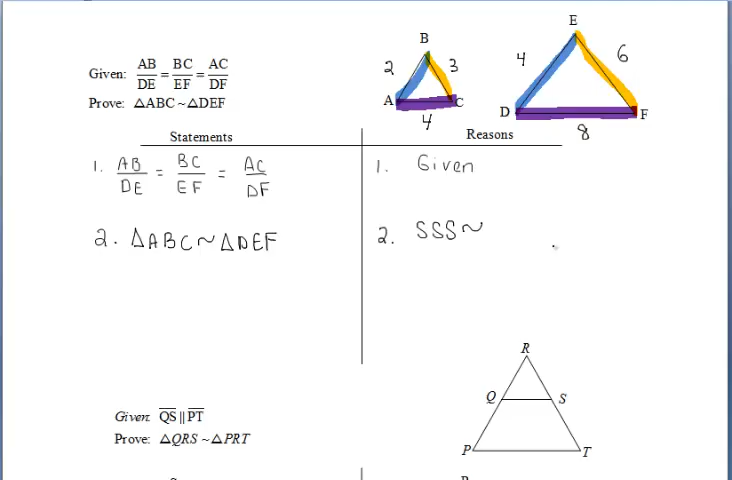 Given: AB/DE = BC/EF = AC/DF
Prove: △ABC ~ △DEF
B
2 3
A C
4
E
4 6
D F
8
Statements Reasons
1. AB/DE = BC/EF = AC/DF
1. Given
2. △ABC ~ △DEF
2. SSS~
Given: QS || PT
Prove: △QRS ~ △PRT
R
Q S
P T